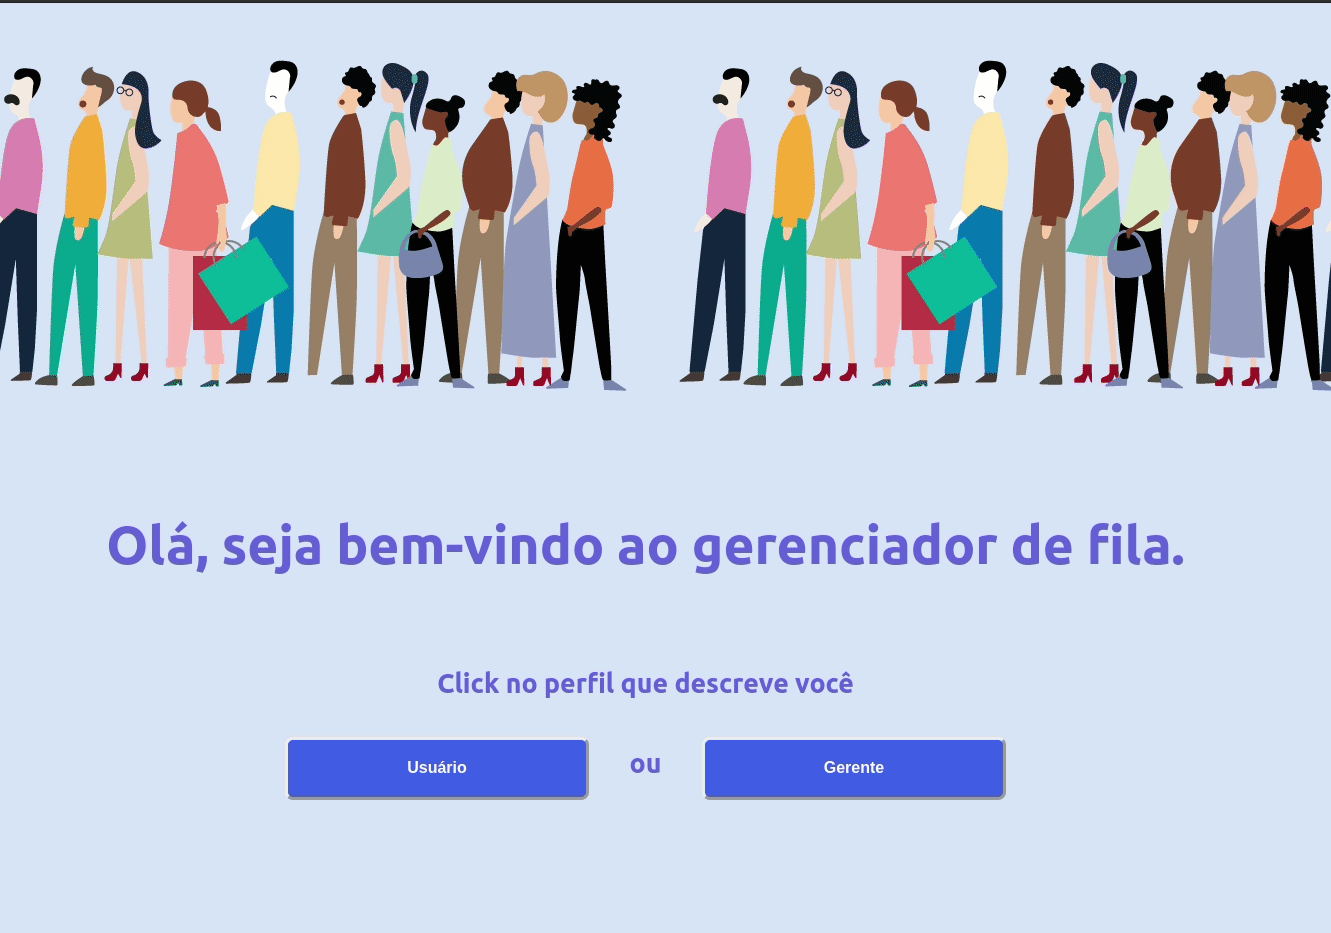 Olá, seja bem-vindo ao gerenciador de fila.
Click no perfil que descreve você
Usuário ou Gerente